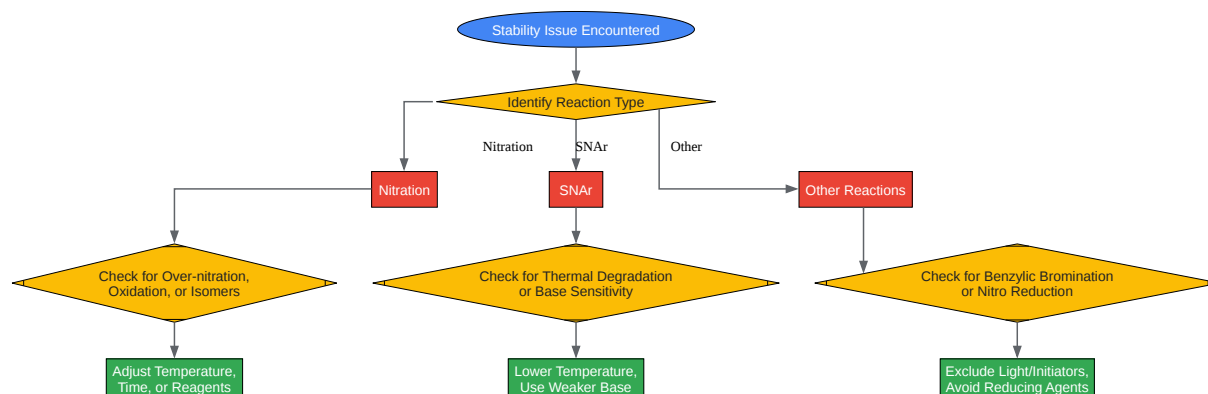 Stability Issue Encountered
Identify Reaction Type
Nitration
SNAr
Other
Nitration
SNAr
Other Reactions
Check for Over-nitration,
Oxidation, or Isomers
Check for Thermal Degradation
or Base Sensitivity
Check for Benzylic Bromination
or Nitro Reduction
Adjust Temperature,
Time, or Reagents
Lower Temperature,
Use Weaker Base
Exclude Light/Initiators,
Avoid Reducing Agents